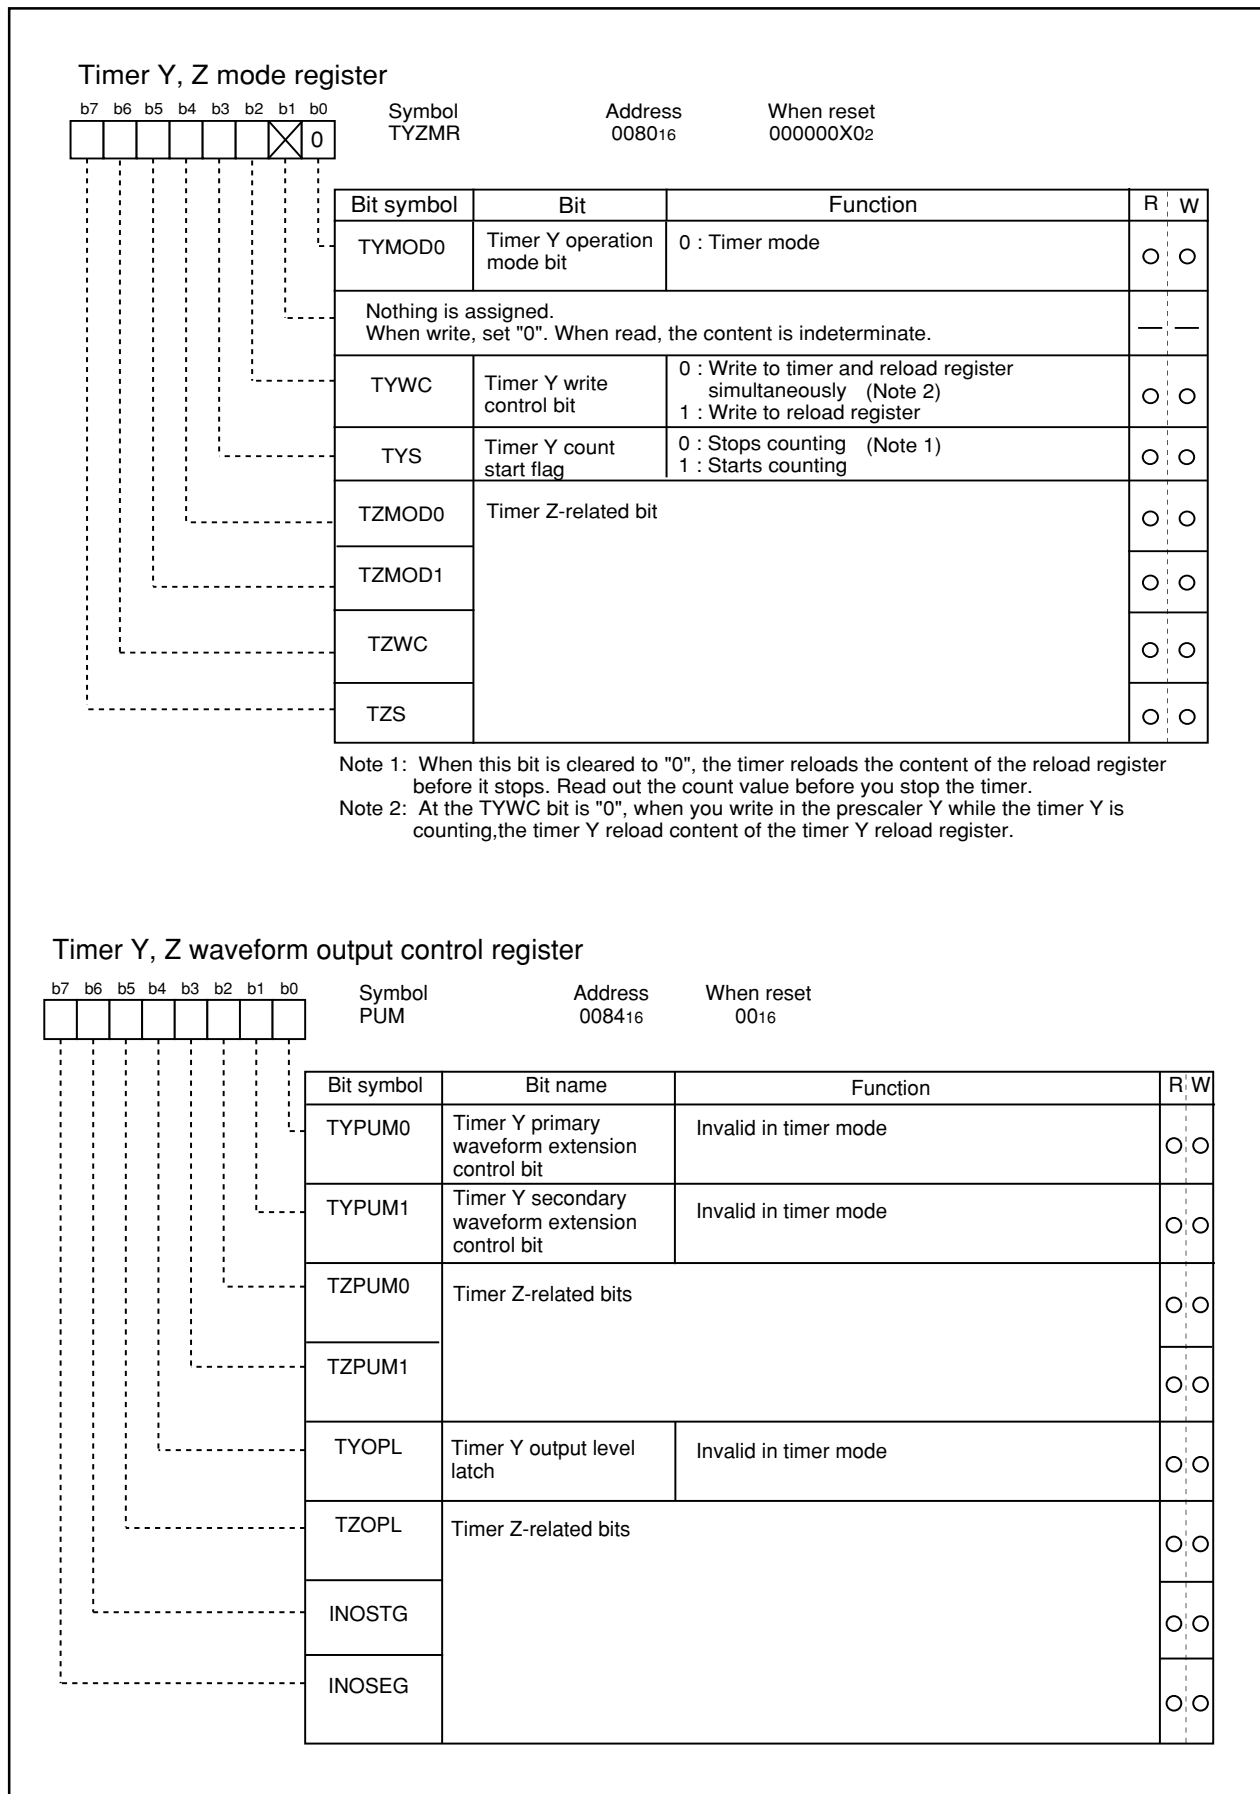 Timer Y, Z mode register
b7 b6 b5 b4 b3 b2 b1 b0
Symbol Address When reset
TYZMR 008016 000000X02
0
Bit symbol Bit Function R W
TYMOD0 Timer Y operation mode bit 0 : Timer mode
Nothing is assigned.
When write, set "0". When read, the content is indeterminate.
TYWC Timer Y write control bit 0 : Write to timer and reload register
simultaneously (Note 2)
1 : Write to reload register
TYS Timer Y count start flag 0 : Stops counting (Note 1)
1 : Starts counting
TZMOD0 Timer Z-related bit
TZMOD1
TZWC
TZS
Note 1: When this bit is cleared to "0", the timer reloads the content of the reload register
before it stops. Read out the count value before you stop the timer.
Note 2: At the TYWC bit is "0", when you write in the prescaler Y while the timer Y is
counting,the timer Y reload content of the timer Y reload register.
Timer Y, Z waveform output control register
b7 b6 b5 b4 b3 b2 b1 b0
Symbol Address When reset
PUM 008416 0016
Bit symbol Bit name Function R W
TYPUM0 Timer Y primary waveform extension control bit Invalid in timer mode
TYPUM1 Timer Y secondary waveform extension control bit Invalid in timer mode
TZPUM0 Timer Z-related bits
TZPUM1
TYOPL Timer Y output level latch Invalid in timer mode
TZOPL Timer Z-related bits
INOSTG
INOSEG